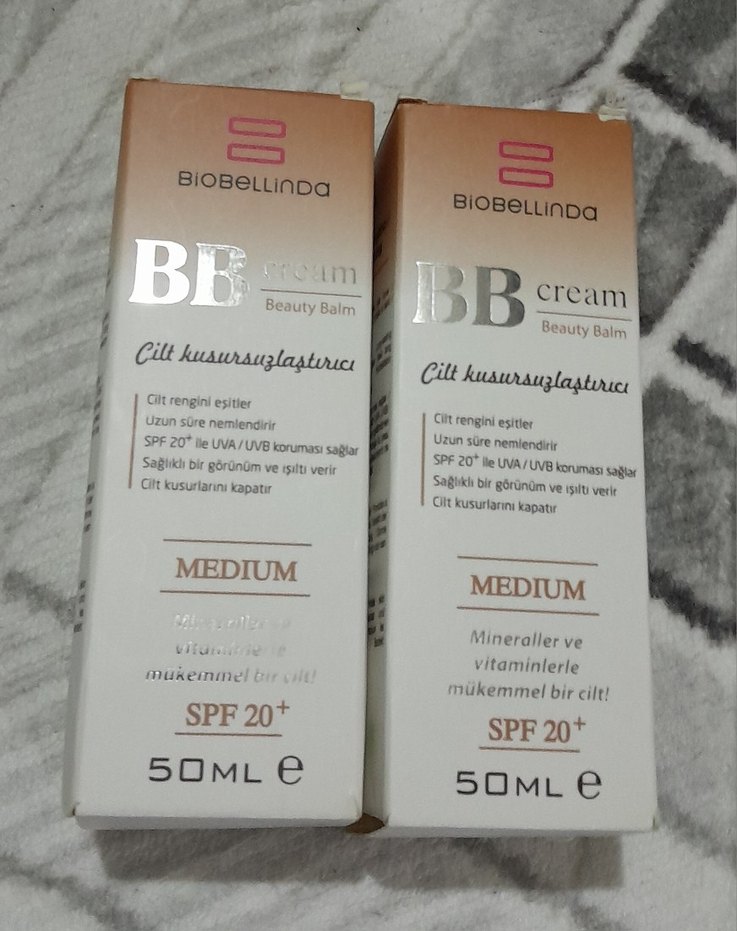 BIOBELLINDA
BB cream
Beauty Balm
Cilt kusursuzlaştırıcı
Cilt rengini eşitler
Uzun süre nemlendirir
SPF 20+ ile UVA / UVB koruması sağlar
Sağlıklı bir görünüm ve ışıltı verir
Cilt kusurlarını kapatır
MEDIUM
Mineraller ve
vitaminlerle
mükemmel bir cilt!
SPF 20+
50ML e
BIOBELLINDA
BB cream
Beauty Balm
Cilt kusursuzlaştırıcı
Cilt rengini eşitler
Uzun süre nemlendirir
SPF 20+ ile UVA / UVB koruması sağlar
Sağlıklı bir görünüm ve ışıltı verir
Cilt kusurlarını kapatır
MEDIUM
Mineraller ve
vitaminlerle
mükemmel bir cilt!
SPF 20+
50ML e